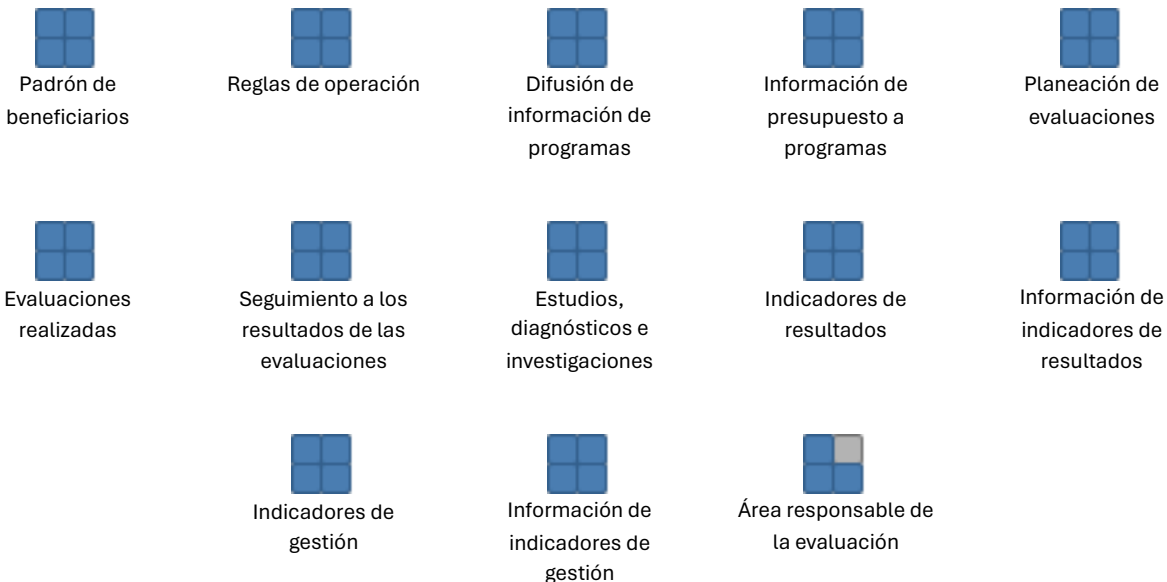 Padrón de
beneficiarios
Reglas de operación
Difusión de
información de
programas
Información de
presupuesto a
programas
Planeación de
evaluaciones
Evaluaciones
realizadas
Seguimiento a los
resultados de las
evaluaciones
Estudios,
diagnósticos e
investigaciones
Indicadores de
resultados
Información de
indicadores de
resultados
Indicadores de
gestión
Información de
indicadores de
gestión
Área responsable de
la evaluación